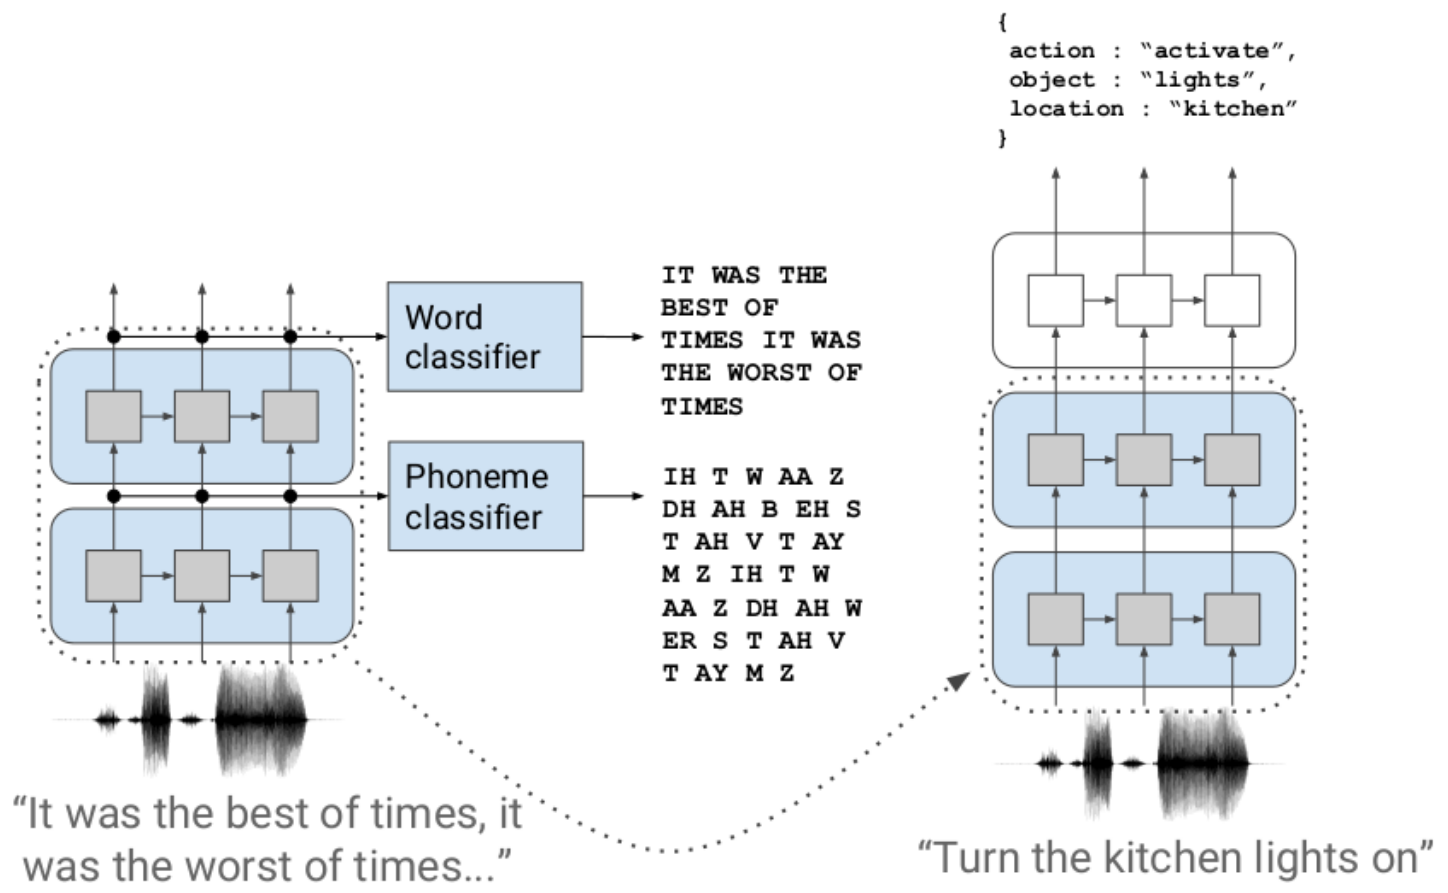 Word
classifier
IT WAS THE
BEST OF
TIMES IT WAS
THE WORST OF
TIMES
Phoneme
classifier
IH T W AA Z
DH AH B EH S
T AH V T AY
M Z IH T W
AA Z DH AH W
ER S T AH V
T AY M Z
“It was the best of times, it
was the worst of times...”
{
action : “activate”,
object : “lights”,
location : “kitchen”
}
“Turn the kitchen lights on”